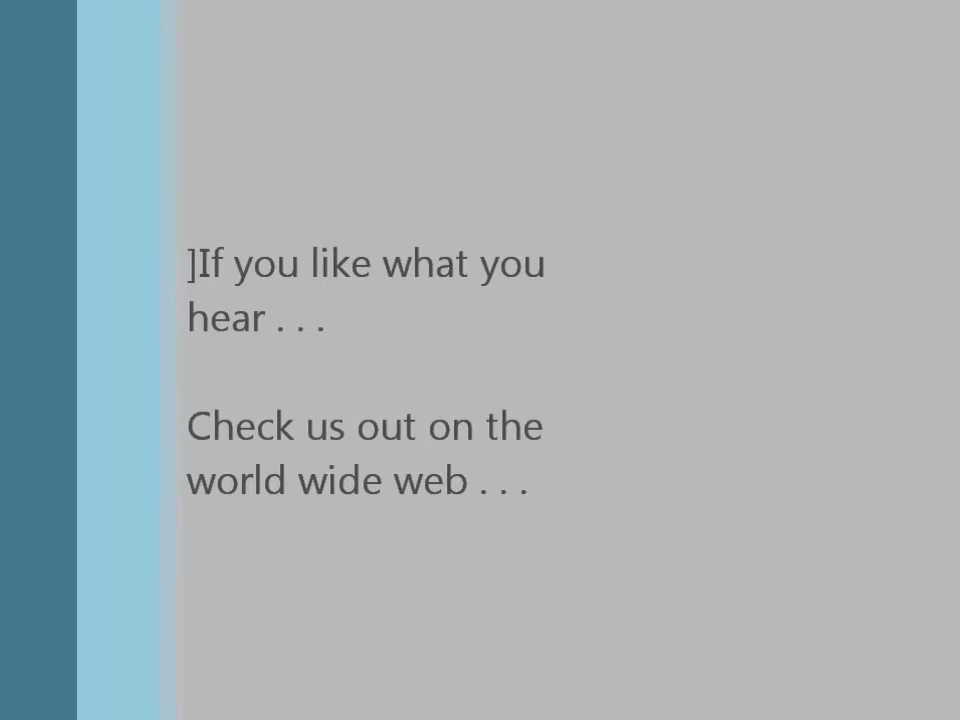 ]If you like what you
hear . . .
Check us out on the
world wide web . . .